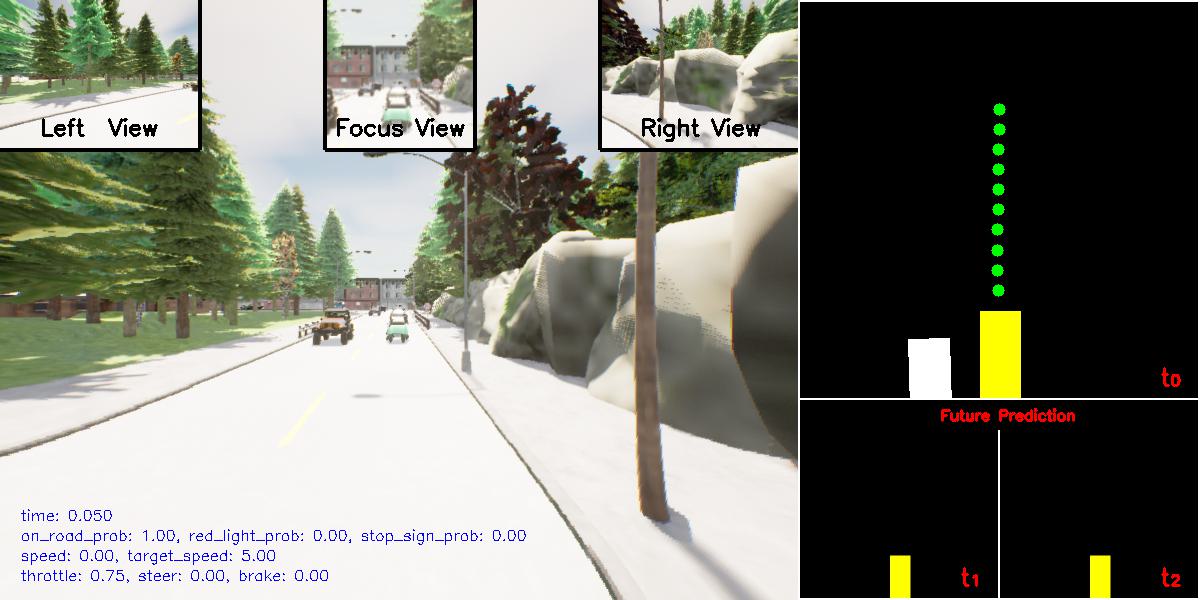 Left View
Focus View
Right View
t0
Future Prediction
time: 0.050
on_road_prob: 1.00, red_light_prob: 0.00, stop_sign_prob: 0.00
speed: 0.00, target_speed: 5.00
throttle: 0.75, steer: 0.00, brake: 0.00
t1
t2